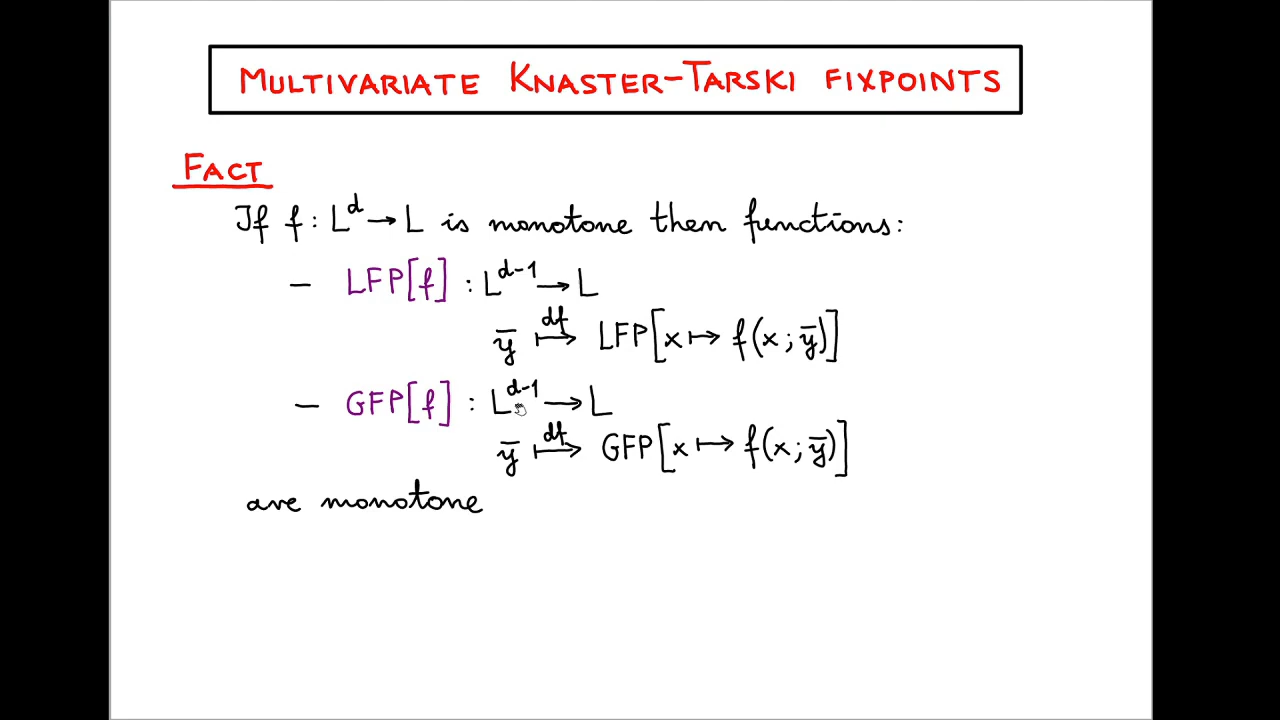 MULTIVARIATE KNASTER-TARSKI FIXPOINTS
FACT
If f : L^d → L is monotone then functions:
- LFP[f] : L^{d-1} → L
ȳ ⟼^{df} LFP[x ↦ f(x; ȳ)]
- GFP[f] : L^{d-1} → L
ȳ ⟼^{df} GFP[x ↦ f(x; ȳ)]
are monotone